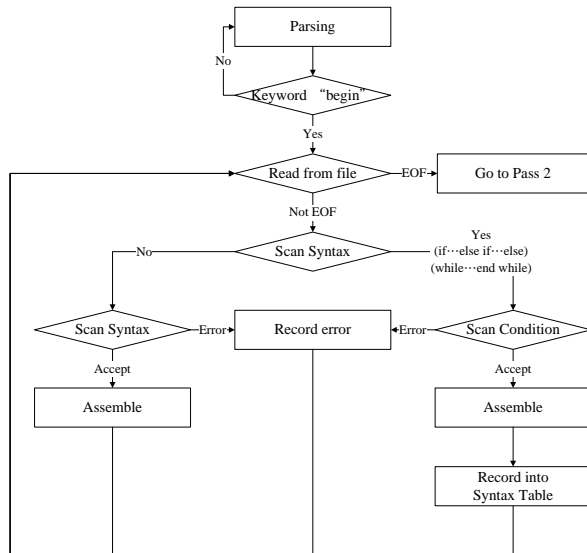 Parsing
No
Keyword “begin”
Yes
Read from file
EOF
Go to Pass 2
Not EOF
No
Scan Syntax
Yes
(if…else if…else)
(while…end while)
Scan Syntax
Error
Record error
Error
Scan Condition
Accept
Accept
Assemble
Assemble
Record into
Syntax Table